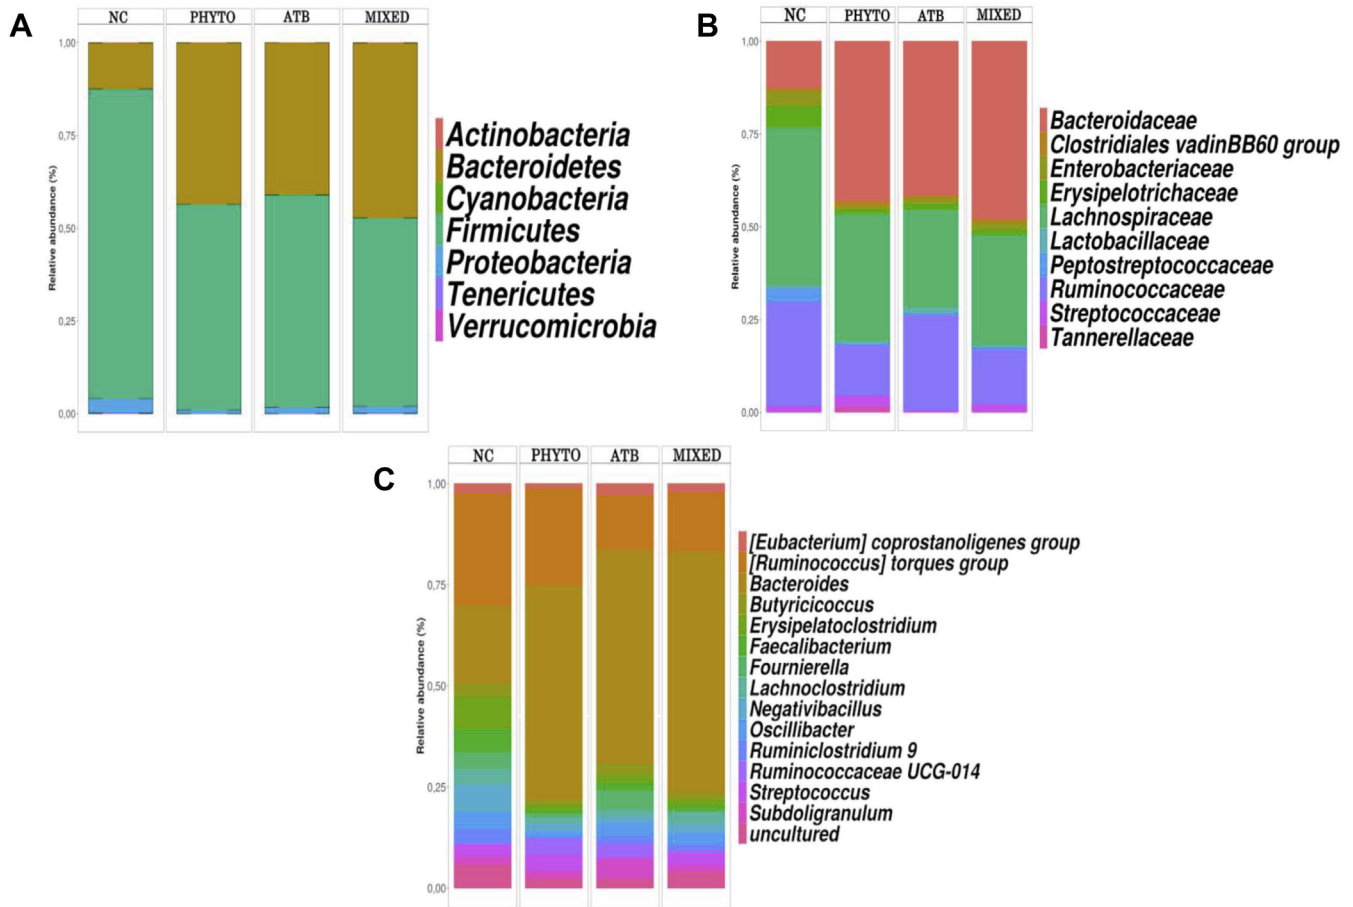 A
NC PHYTO ATB MIXED
1,00
0,75
0,50
0,25
0,00
Relative abundance (%)
Actinobacteria
Bacteroidetes
Cyanobacteria
Firmicutes
Proteobacteria
Tenericutes
Verrucomicrobia
B
NC PHYTO ATB MIXED
1,00
0,75
0,50
0,25
0,00
Relative abundance (%)
Bacteroidaceae
Clostridiales vadinBB60 group
Enterobacteriaceae
Erysipelotrichaceae
Lachnospiraceae
Lactobacillaceae
Peptostreptococcaceae
Ruminococcaceae
Streptococcaceae
Tannerellaceae
C
NC PHYTO ATB MIXED
1,00
0,75
0,50
0,25
0,00
Relative abundance (%)
[Eubacterium] coprostanoligenes group
[Ruminococcus] torques group
Bacteroides
Butyricicoccus
Erysipelatoclostridium
Faecalibacterium
Fournierella
Lachnoclostridium
Negativibacillus
Oscillibacter
Ruminiclostridium 9
Ruminococcaceae UCG-014
Streptococcus
Subdoligranulum
uncultured